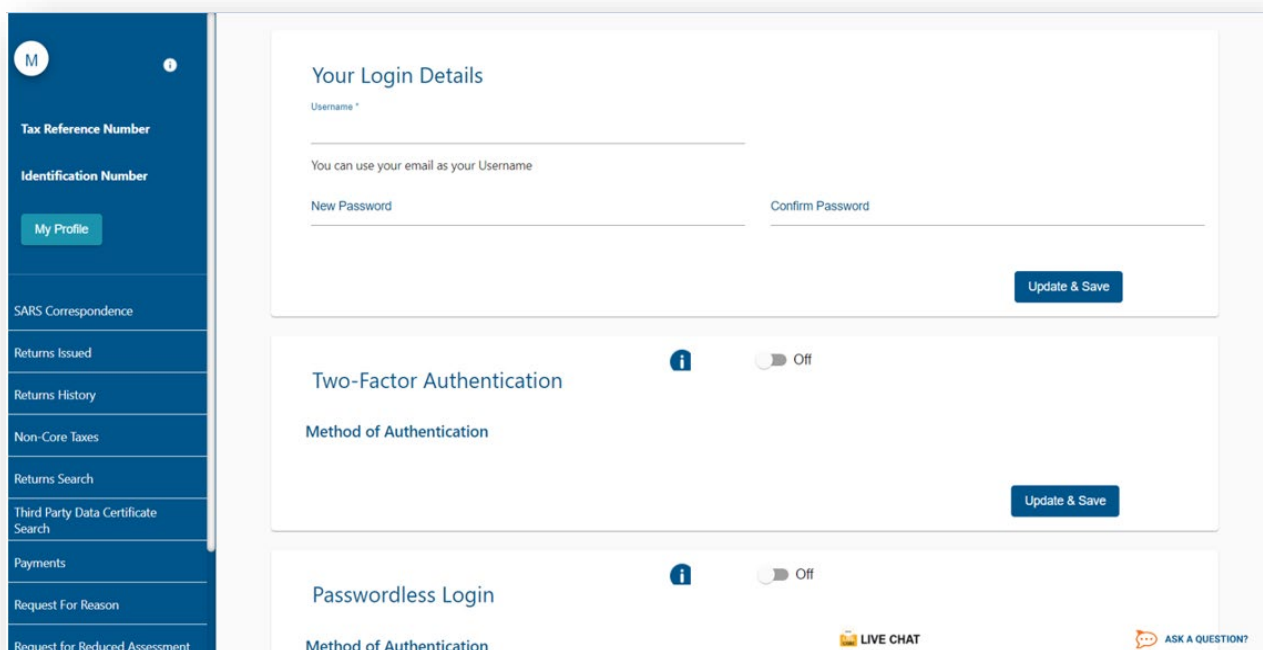 M
Tax Reference Number
Identification Number
My Profile
SARS Correspondence
Returns Issued
Returns History
Non-Core Taxes
Returns Search
Third Party Data Certificate
Search
Payments
Request For Reason
Request for Reduced Assessment
Your Login Details
Username *
You can use your email as your Username
New Password
Confirm Password
Update & Save
Two-Factor Authentication
Off
Method of Authentication
Update & Save
Passwordless Login
Off
Method of Authentication
LIVE CHAT
ASK A QUESTION?